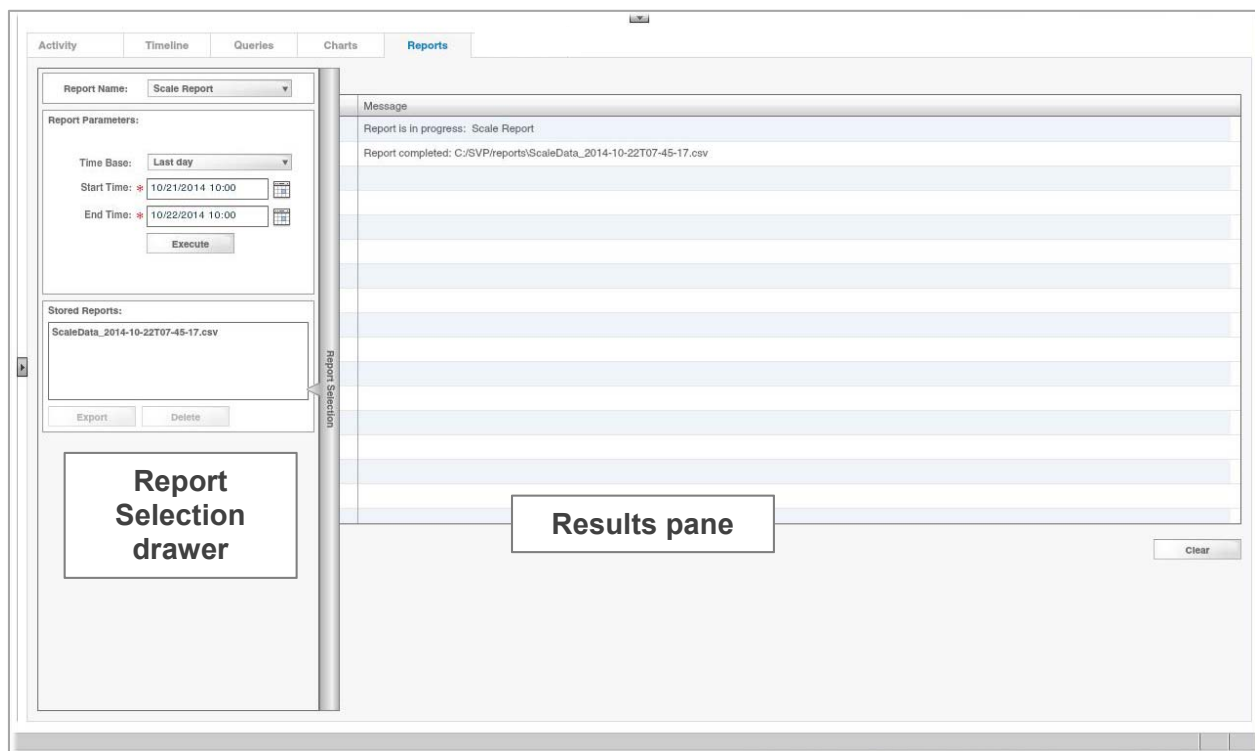 Activity Timeline Queries Charts Reports
Report Name: Scale Report
Report Parameters:
Time Base: Last day
Start Time: * 10/21/2014 10:00
End Time: * 10/22/2014 10:00
Execute
Stored Reports:
ScaleData_2014-10-22T07-45-17.csv
Export Delete
Report Selection
Report
Selection
drawer
Message
Report is in progress: Scale Report
Report completed: C:/SVP/reports\ScaleData_2014-10-22T07-45-17.csv
Results pane
Clear